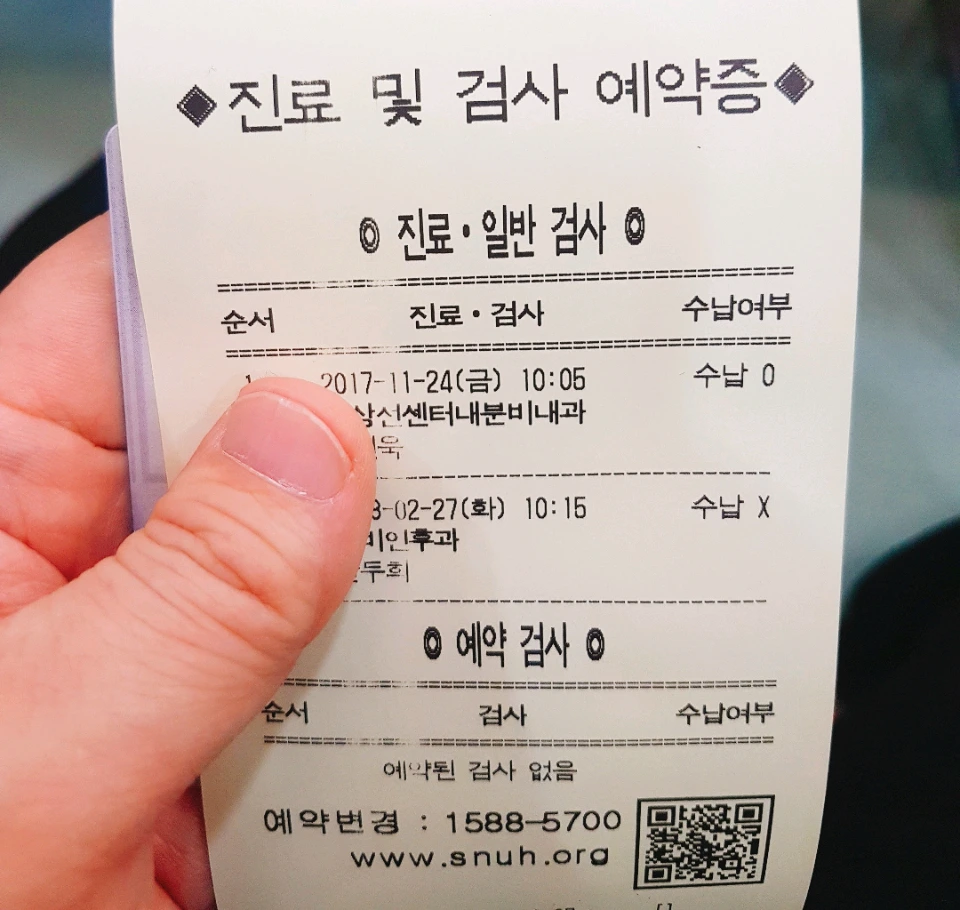 ◆진료 및 검사 예약증◆
◎ 진료·일반 검사 ◎
순서 진료·검사 수납여부
1 2017-11-24(금) 10:05 수납 O
상선센터내분비내과
욱
-02-27(화) 10:15 수납 X
비인후과
두희
◎ 예약 검사 ◎
순서 검사 수납여부
예약된 검사 없음
예약변경 : 1588-5700
www.snuh.org